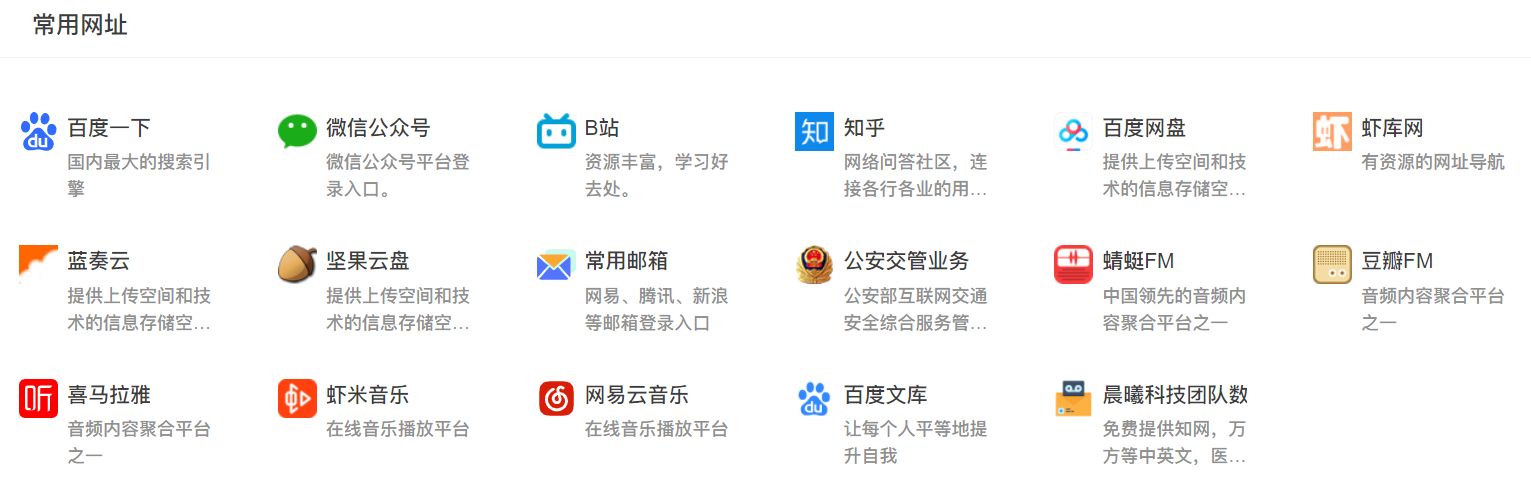 常用网址
百度一下
国内最大的搜索引
擎
微信公众号
微信公众号平台登
录入口。
B站
资源丰富，学习好
去处。
知
知乎
网络问答社区，连
接各行各业的用…
百度网盘
提供上传空间和技
术的信息存储空…
虾
虾库网
有资源的网址导航
蓝奏云
提供上传空间和技
术的信息存储空…
坚果云盘
提供上传空间和技
术的信息存储空…
常用邮箱
网易、腾讯、新浪
等邮箱登录入口
公安交管业务
公安部互联网交通
安全综合服务管…
蜻蜓FM
中国领先的音频内
容聚合平台之一
豆瓣FM
音频内容聚合平台
之一
听
喜马拉雅
音频内容聚合平台
之一
虾米音乐
在线音乐播放平台
网易云音乐
在线音乐播放平台
du
百度文库
让每个人平等地提
升自我
晨曦科技团队数
免费提供知网，万
方等中英文，医…
du